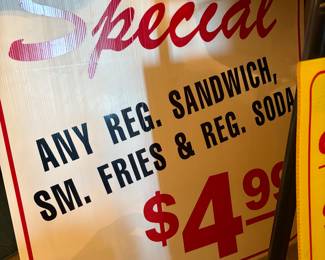 Special
ANY REG. SANDWICH,
SM. FRIES & REG. SODA
$4.99